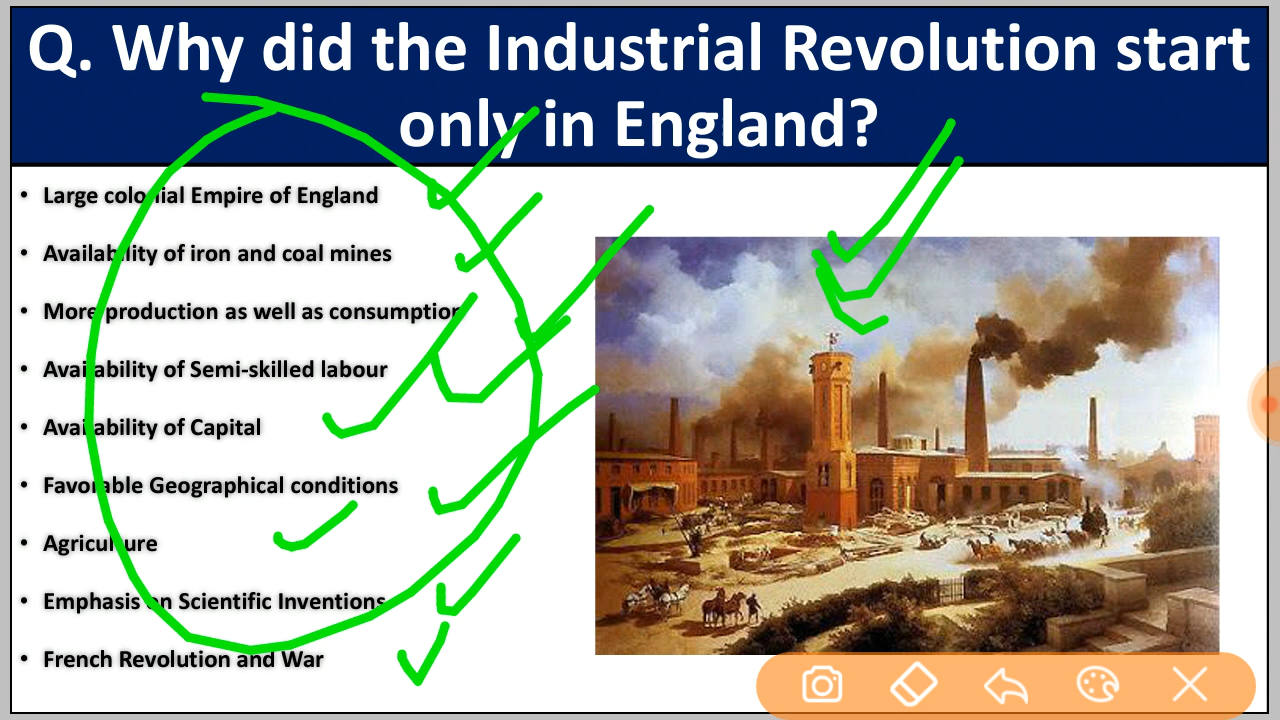 Q. Why did the Industrial Revolution start
only in England?
• Large colonial Empire of England
• Availability of iron and coal mines
• More production as well as consumption
• Availability of Semi-skilled labour
• Availability of Capital
• Favorable Geographical conditions
• Agriculture
• Emphasis on Scientific Inventions
• French Revolution and War